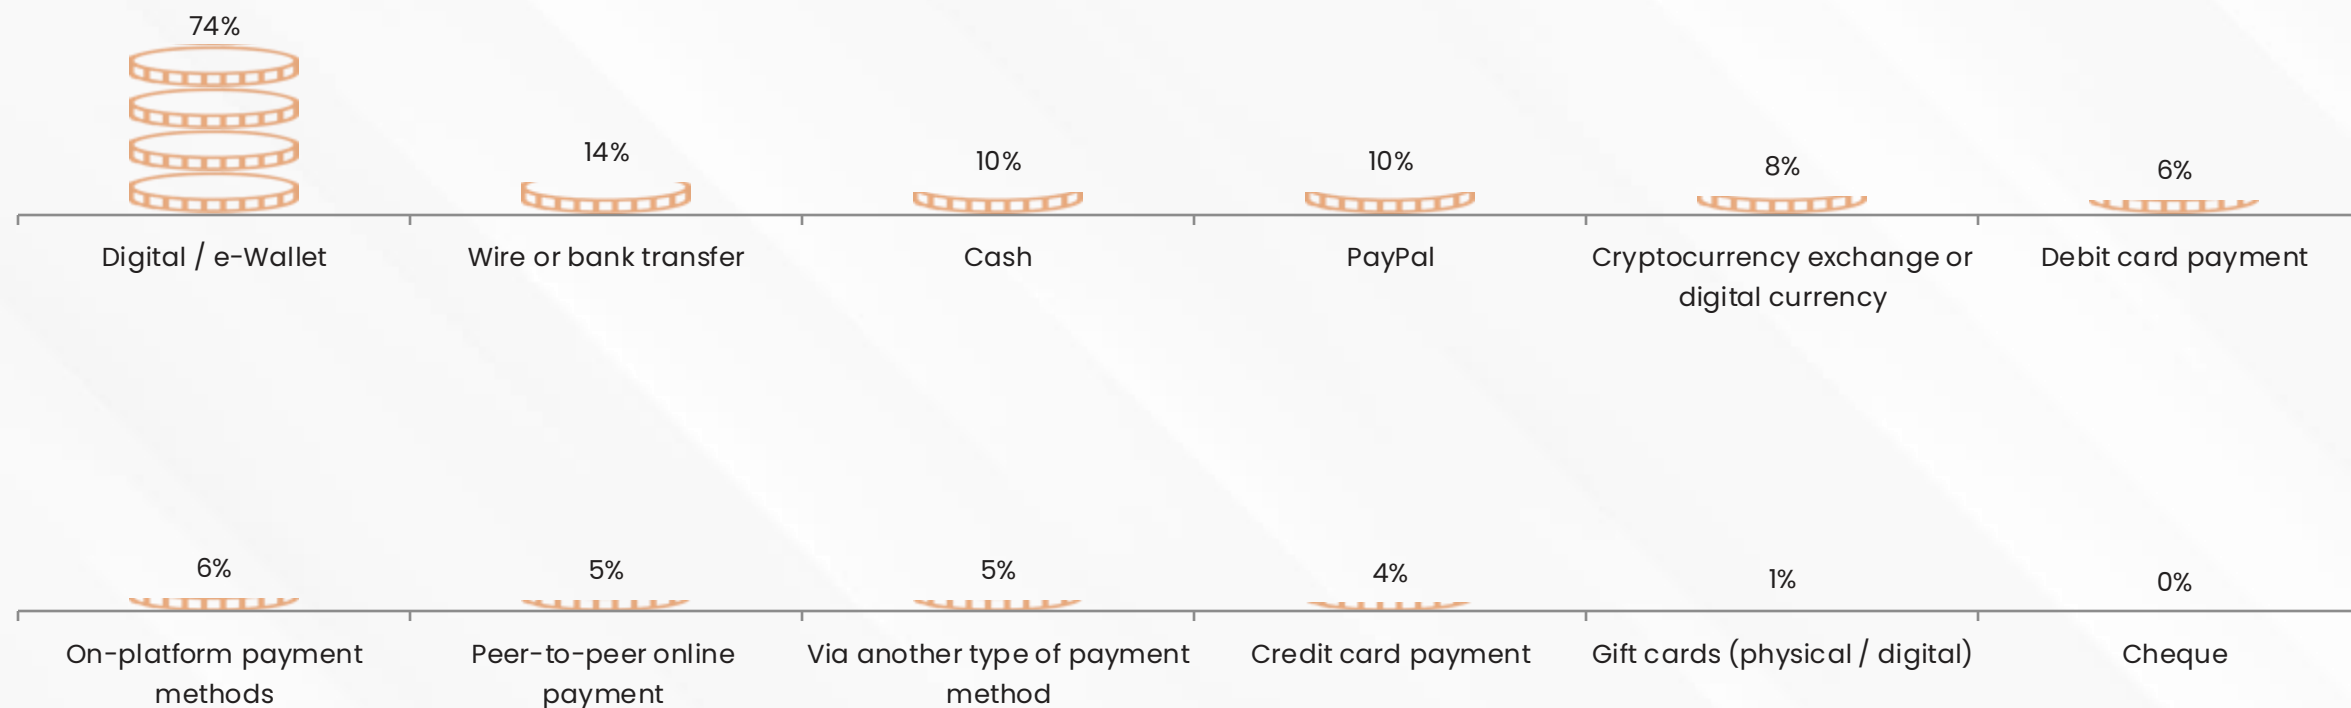 74%
14%
10%
10%
8%
6%
Digital / e-Wallet
Wire or bank transfer
Cash
PayPal
Cryptocurrency exchange or
digital currency
Debit card payment
6%
5%
5%
4%
1%
0%
On-platform payment
methods
Peer-to-peer online
payment
Via another type of payment
method
Credit card payment
Gift cards (physical / digital)
Cheque